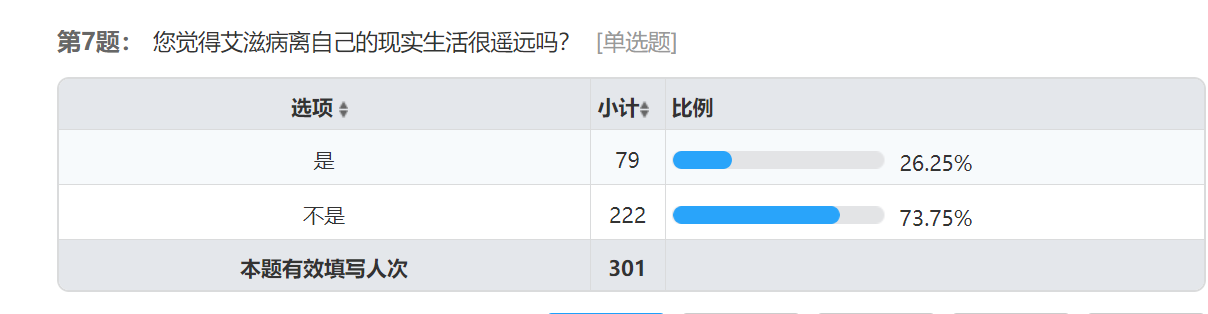 第7题： 您觉得艾滋病离自己的现实生活很遥远吗？ [单选题]
选项 小计 比例
是 79 26.25%
不是 222 73.75%
本题有效填写人次 301